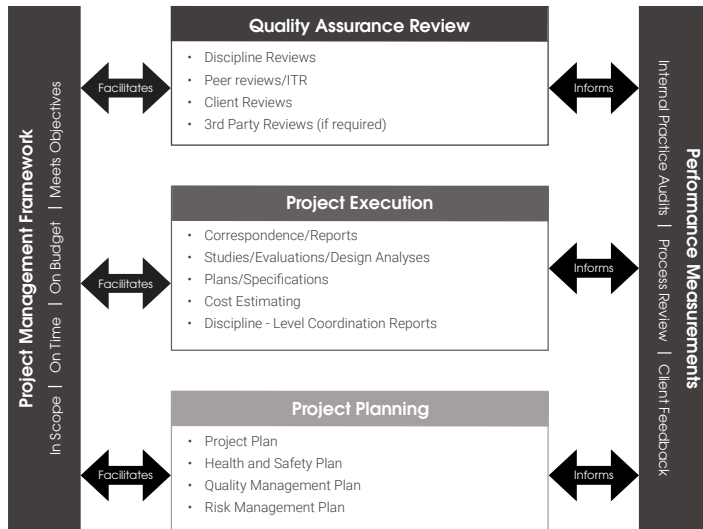 Project Management Framework
In Scope | On Time | On Budget | Meets Objectives
Facilitates
Quality Assurance Review
• Discipline Reviews
• Peer reviews/ITR
• Client Reviews
• 3rd Party Reviews (if required)
Informs
Facilitates
Project Execution
• Correspondence/Reports
• Studies/Evaluations/Design Analyses
• Plans/Specifications
• Cost Estimating
• Discipline - Level Coordination Reports
Informs
Facilitates
Project Planning
• Project Plan
• Health and Safety Plan
• Quality Management Plan
• Risk Management Plan
Informs
Performance Measurements
Internal Practice Audits | Process Review | Client Feedback